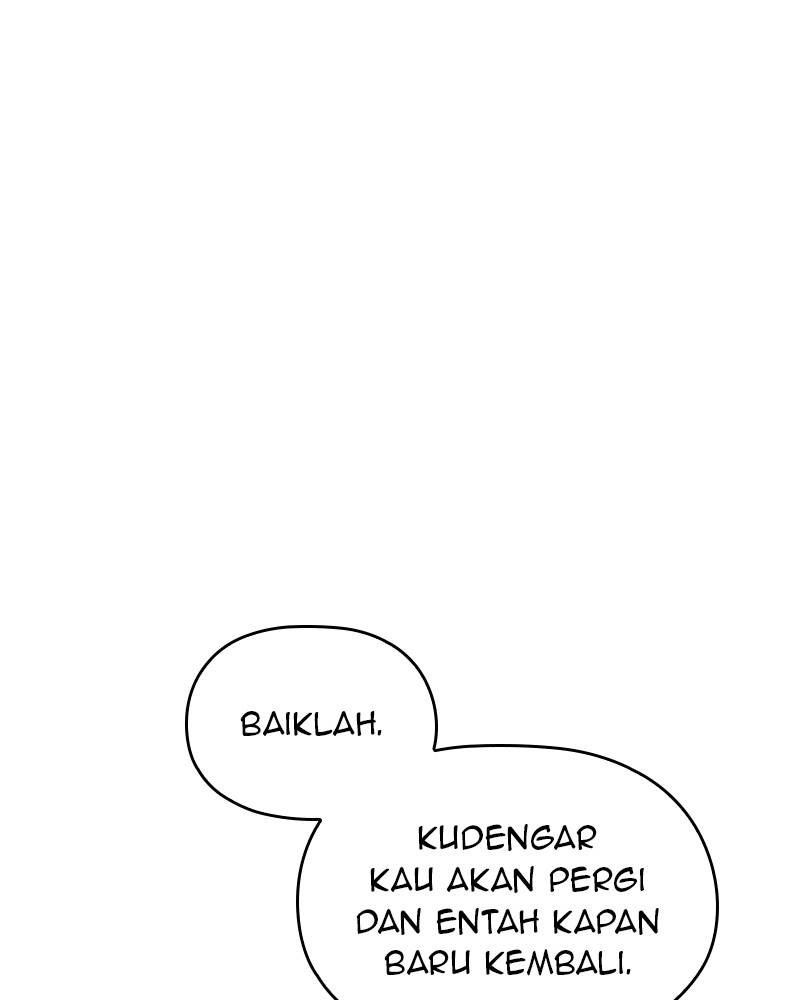 BAIKLAH.
KUDENGAR
KAU AKAN PERGI
DAN ENTAH KAPAN
BARU KEMBALI.